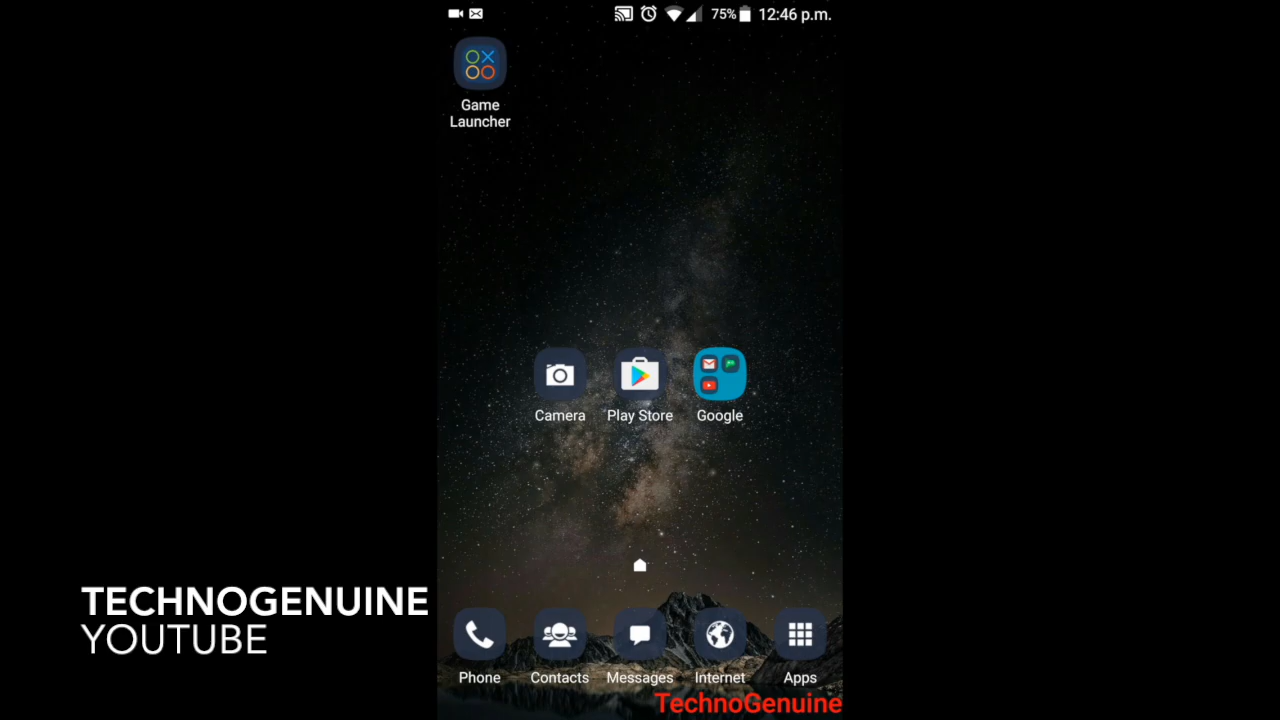 75% 12:46 p.m.
Game
Launcher
Camera Play Store Google
TECHNOGENUINE
YOUTUBE
Phone Contacts Messages Internet Apps
TechnoGenuine